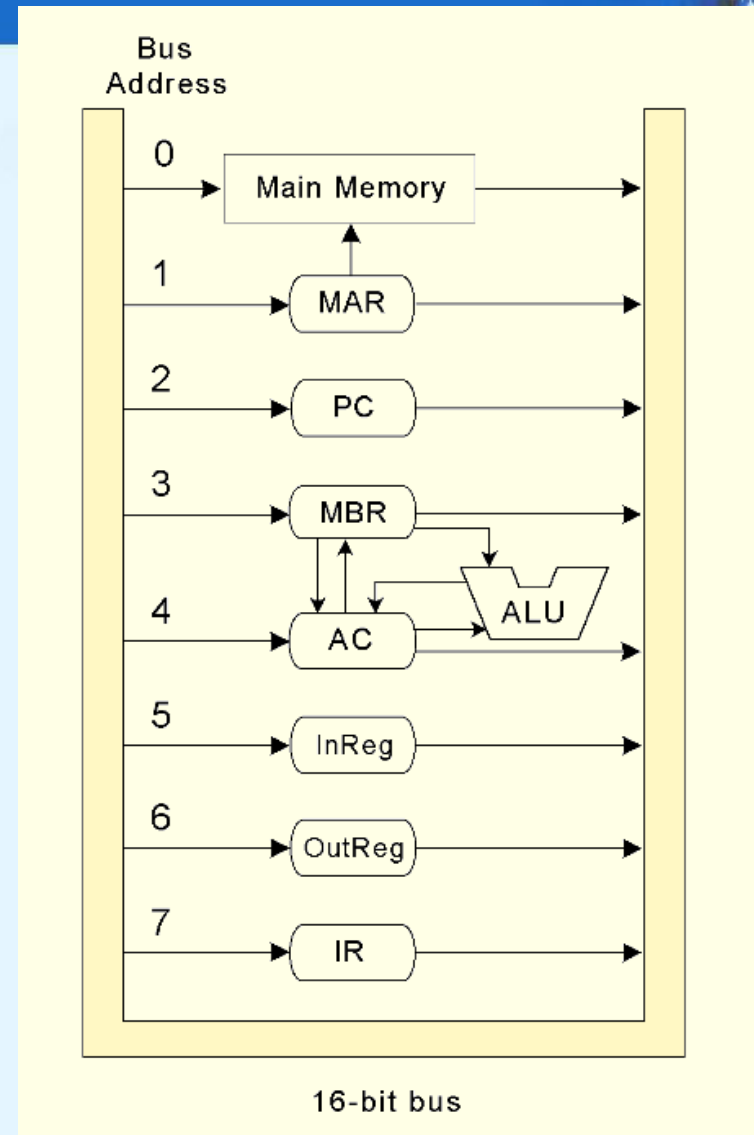 Bus
Address
0
Main Memory
1
MAR
2
PC
3
MBR
ALU
4
AC
5
InReg
6
OutReg
7
IR
16-bit bus